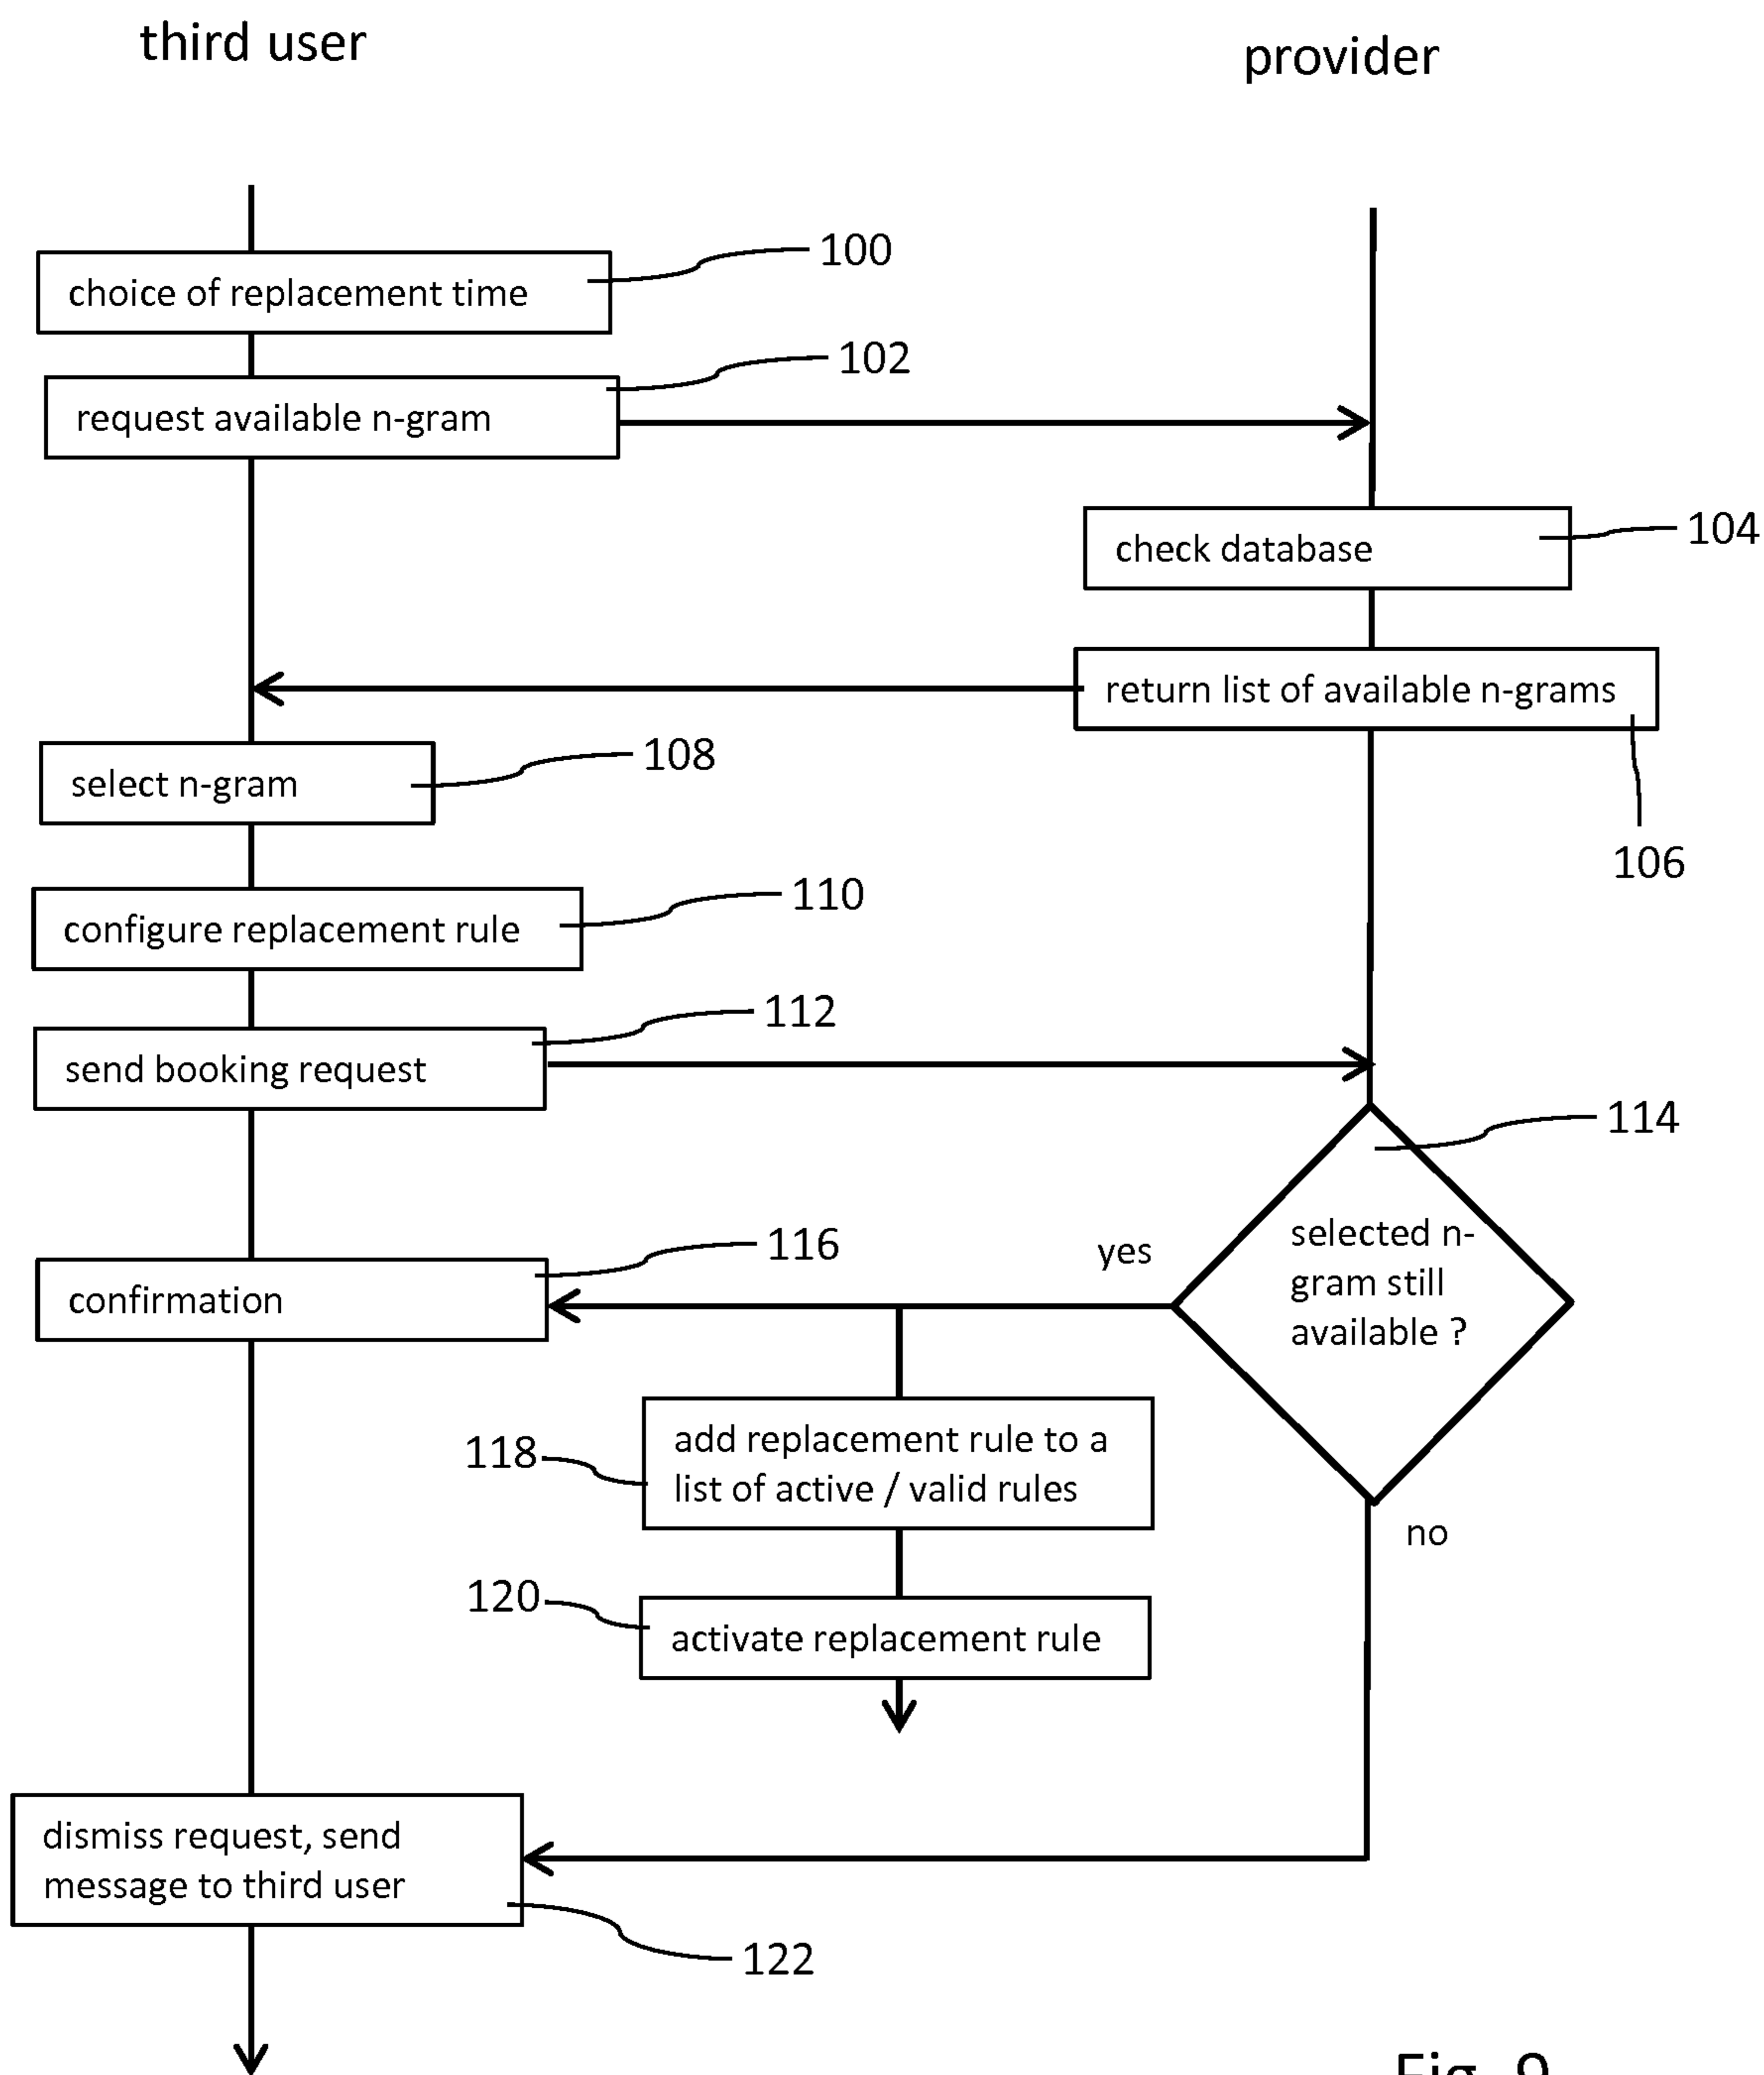 third user
provider
100
choice of replacement time
102
request available n-gram
104
check database
return list of available n-grams
106
108
select n-gram
110
configure replacement rule
112
send booking request
114
selected n-
gram still
available ?
yes
116
confirmation
118
add replacement rule to a
list of active / valid rules
no
120
activate replacement rule
dismiss request, send
message to third user
122
Fig. 9